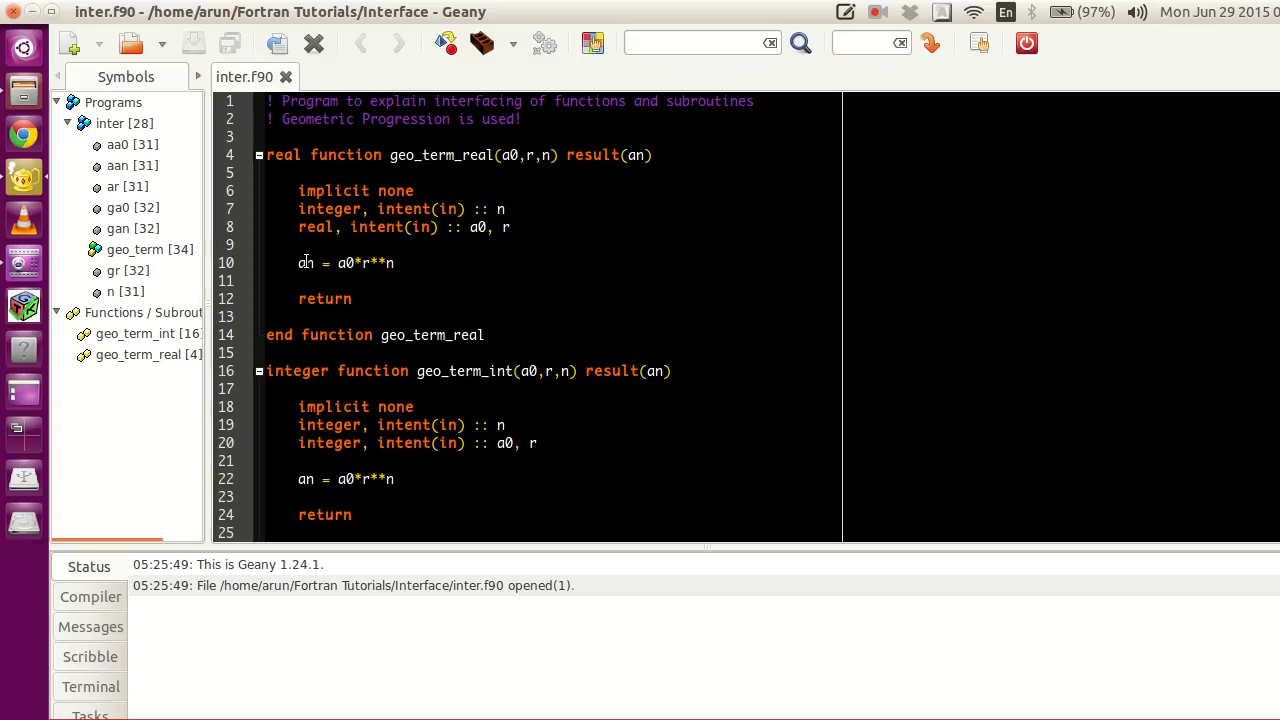 inter.f90 - /home/arun/Fortran Tutorials/Interface - Geany
En (97%) Mon Jun 29 2015 0
Symbols
inter.f90
Programs
inter [28]
aa0 [31]
aan [31]
ar [31]
ga0 [32]
gan [32]
geo_term [34]
gr [32]
n [31]
Functions / Subrout
geo_term_int [16]
geo_term_real [4]
1 ! Program to explain interfacing of functions and subroutines
2 ! Geometric Progression is used!
3
4 real function geo_term_real(a0,r,n) result(an)
5
6 implicit none
7 integer, intent(in) :: n
8 real, intent(in) :: a0, r
9
10 an = a0*r**n
11
12 return
13
14 end function geo_term_real
15
16 integer function geo_term_int(a0,r,n) result(an)
17
18 implicit none
19 integer, intent(in) :: n
20 integer, intent(in) :: a0, r
21
22 an = a0*r**n
23
24 return
25
Status
Compiler
Messages
Scribble
Terminal
Tasks
05:25:49: This is Geany 1.24.1.
05:25:49: File /home/arun/Fortran Tutorials/Interface/inter.f90 opened(1).